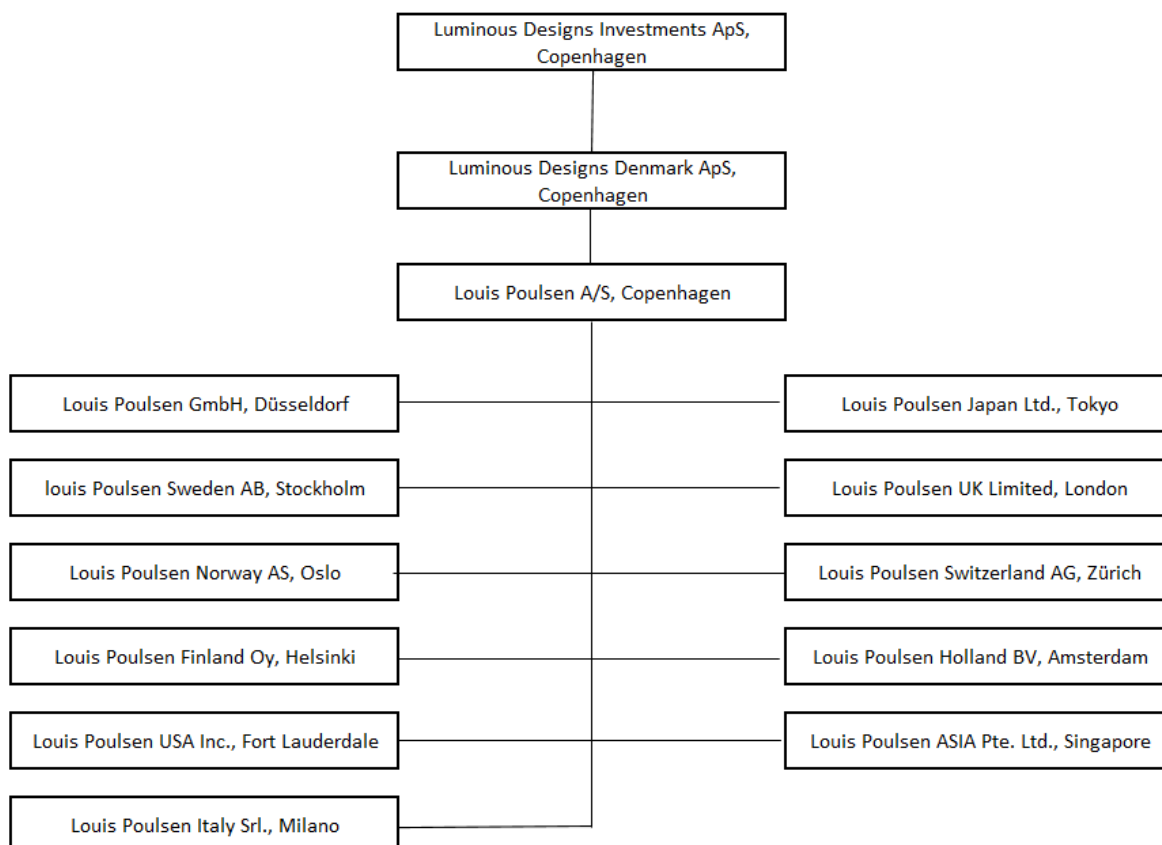 Luminous Designs Investments ApS,
Copenhagen
Luminous Designs Denmark ApS,
Copenhagen
Louis Poulsen A/S, Copenhagen
Louis Poulsen GmbH, Düsseldorf
Louis Poulsen Japan Ltd., Tokyo
louis Poulsen Sweden AB, Stockholm
Louis Poulsen UK Limited, London
Louis Poulsen Norway AS, Oslo
Louis Poulsen Switzerland AG, Zürich
Louis Poulsen Finland Oy, Helsinki
Louis Poulsen Holland BV, Amsterdam
Louis Poulsen USA Inc., Fort Lauderdale
Louis Poulsen ASIA Pte. Ltd., Singapore
Louis Poulsen Italy Srl., Milano